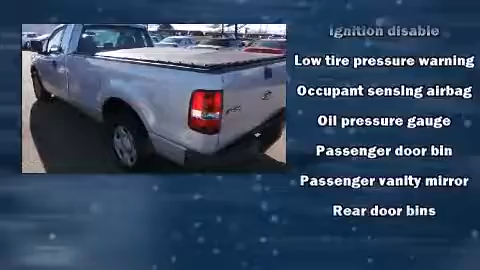 Ignition disable
Low tire pressure warning
Occupant sensing airbag
Oil pressure gauge
Passenger door bin
Passenger vanity mirror
Rear door bins